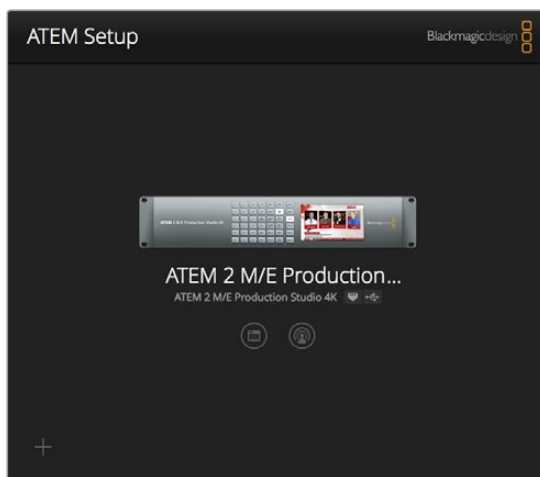 ATEM Setup
Blackmagicdesign
ATEM 2 M/E Production...
ATEM 2 M/E Production Studio 4K